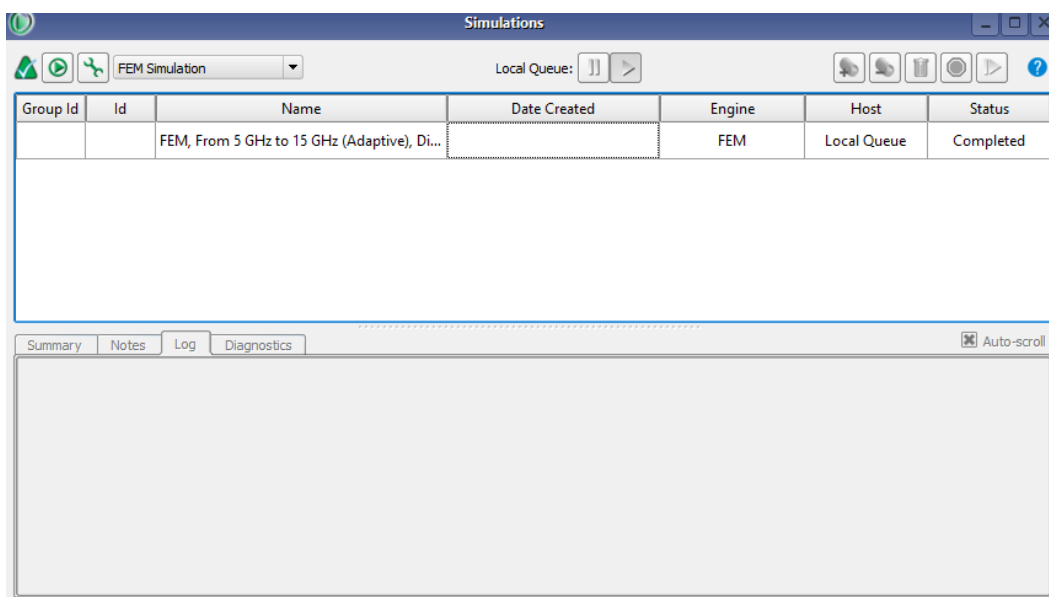 Simulations
FEM Simulation Local Queue: ?
Group Id Id Name Date Created Engine Host Status
FEM, From 5 GHz to 15 GHz (Adaptive), Di... FEM Local Queue Completed
Summary Notes Log Diagnostics Auto-scroll